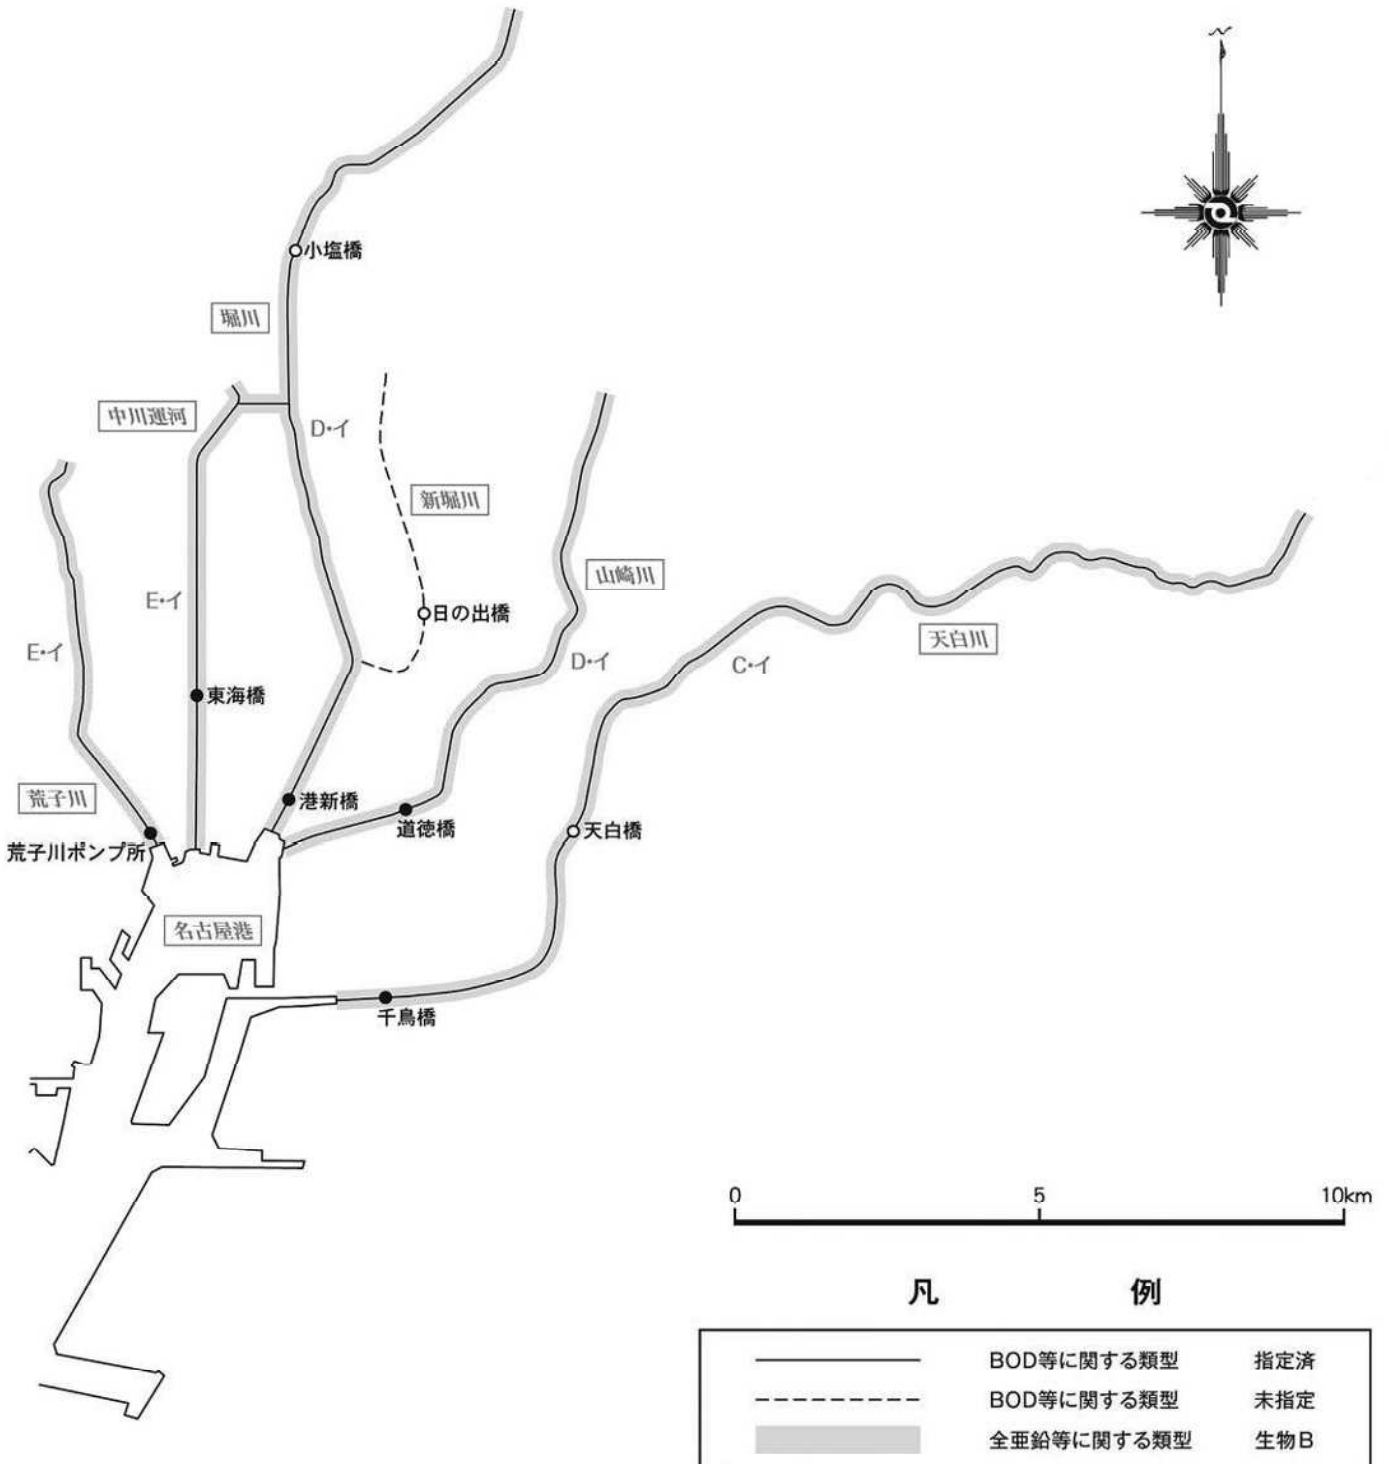 小塩橋
堀川
中川運河
D・イ
新堀川
山崎川
E・イ
日の出橋
天白川
E・イ
D・イ
C・イ
東海橋
荒子川
港新橋
道徳橋
天白橋
荒子川ポンプ所
名古屋港
千鳥橋
0 5 10km
凡 例
BOD等に関する類型 指定済
BOD等に関する類型 未指定
全亜鉛等に関する類型 生物B